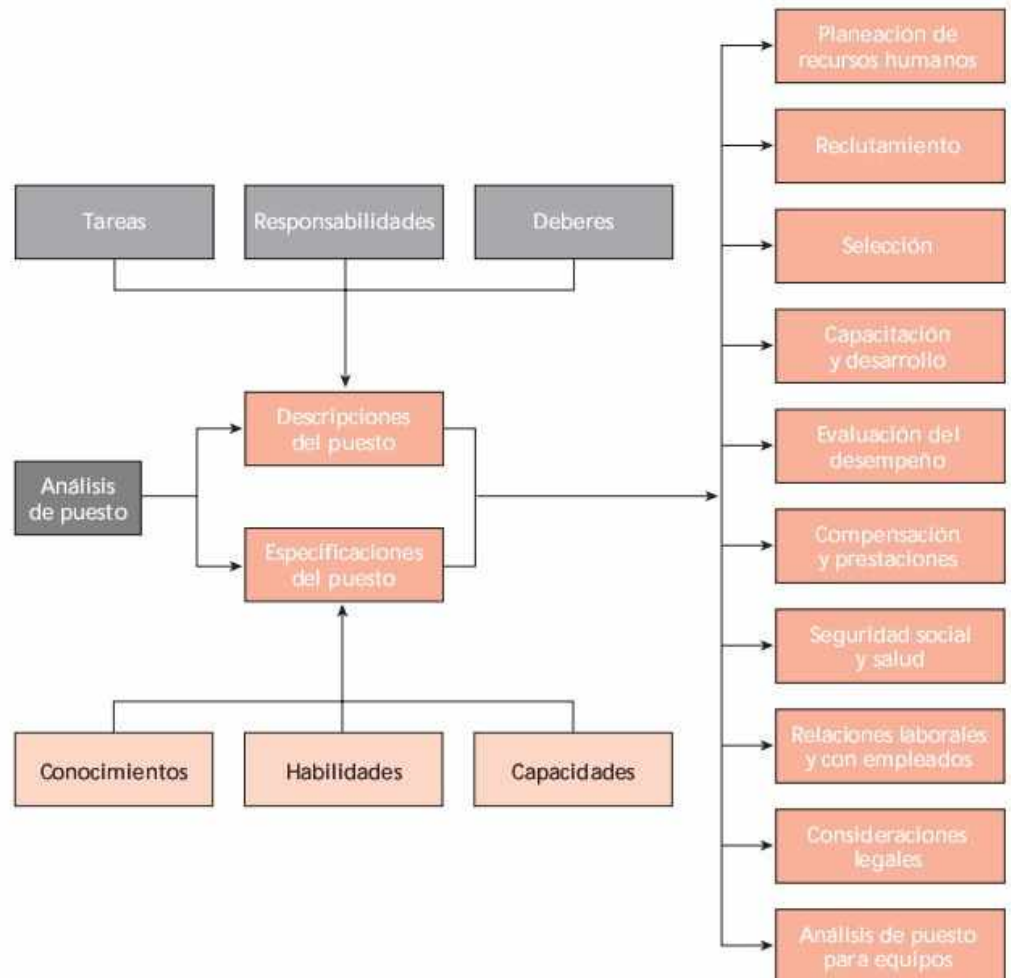 Planeación de
recursos humanos
Reclutamiento
Tareas
Responsabilidades
Deberes
Selección
Capacitación
y desarrollo
Descripciones
del puesto
Evaluación del
desempeño
Análisis
de puesto
Especificaciones
del puesto
Compensación
y prestaciones
Seguridad social
y salud
Conocimientos
Habilidades
Capacidades
Relaciones laborales
y con empleados
Consideraciones
legales
Análisis de puesto
para equipos